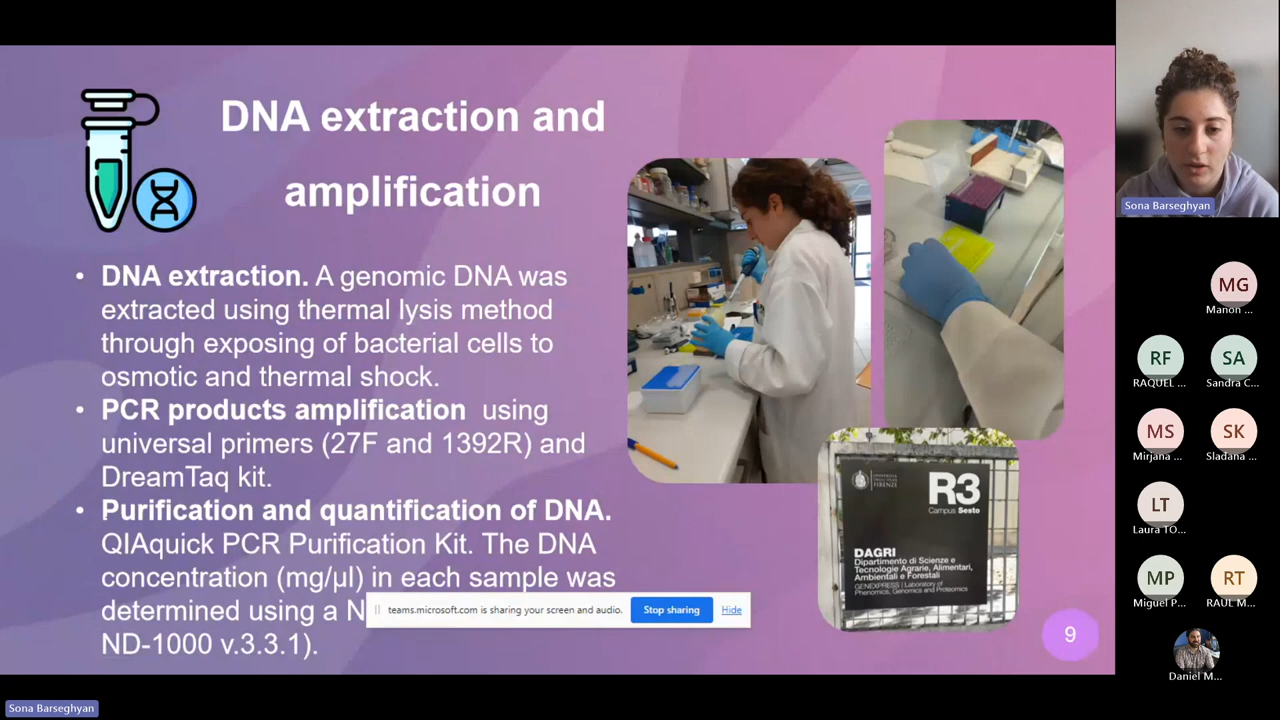 DNA extraction and
amplification
• DNA extraction. A genomic DNA was
extracted using thermal lysis method
through exposing of bacterial cells to
osmotic and thermal shock.
• PCR products amplification using
universal primers (27F and 1392R) and
DreamTaq kit.
• Purification and quantification of DNA.
QIAquick PCR Purification Kit. The DNA
concentration (mg/µl) in each sample was
determined using a N
ND-1000 v.3.3.1).
teams.microsoft.com is sharing your screen and audio.
Stop sharing
Hide
UNIVERSITÀ
DEGLI STUDI
FIRENZE
R3
Campus Sesto
DAGRI
Dipartimento di Scienze e
Tecnologie Agrarie, Alimentari,
Ambientali e Forestali
GENEXPRESS | Laboratory of
Phenomics, Genomics and Proteomics
9
Sona Barseghyan
MG
Manon ...
RF
RAQUEL ...
SA
Sandra C...
MS
Mirjana ...
SK
Sladana ...
LT
Laura TO...
MP
Miguel P...
RT
RAUL M...
Daniel M...
Sona Barseghyan